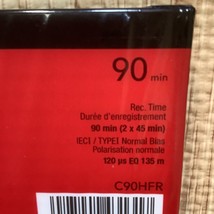 90 min
Rec. Time
Durée d'enregistrement
90 min (2 x 45 min)
IECI / TYPEI Normal Bias
Polarisation normale
120 µs EQ 135 m
C90HFR